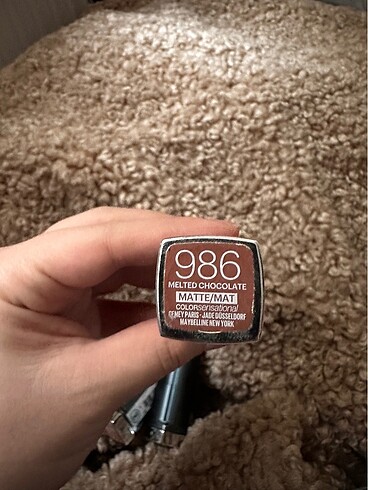 986
MELTED CHOCOLATE
MATTE/MAT
COLORsensational
GEMEY PARIS · JADE DÜSSELDORF
MAYBELLINE NEW YORK